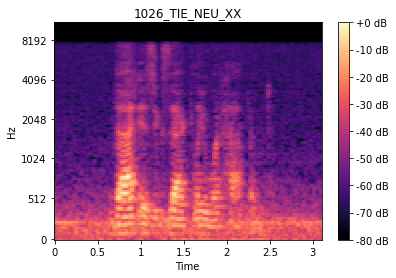 1026_TIE_NEU_XX
Hz
8192
4096
2048
1024
512
0
0
0.5
1
1.5
2
2.5
3
Time
+0 dB
-10 dB
-20 dB
-30 dB
-40 dB
-50 dB
-60 dB
-70 dB
-80 dB